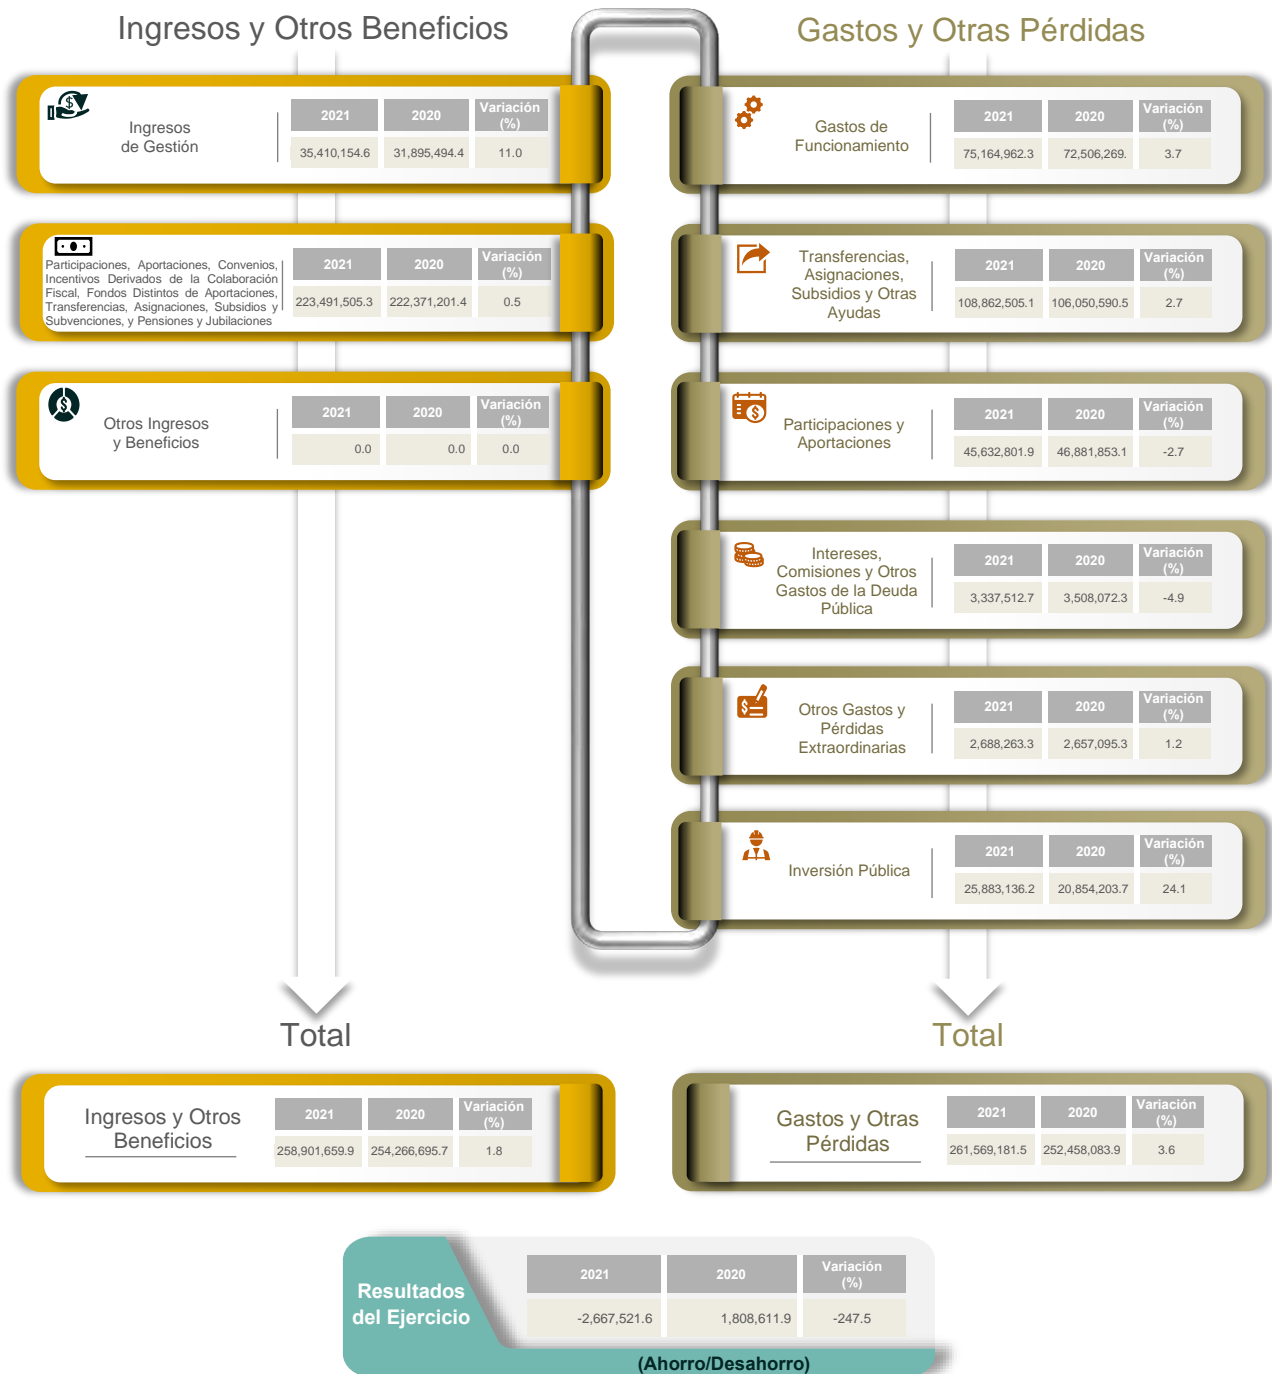 Ingresos y Otros Beneficios
Ingresos
de Gestión
2021 2020 Variación (%)
35,410,154.6 31,895,494.4 11.0
Participaciones, Aportaciones, Convenios,
Incentivos Derivados de la Colaboración
Fiscal, Fondos Distintos de Aportaciones,
Transferencias, Asignaciones, Subsidios y
Subvenciones, y Pensiones y Jubilaciones
2021 2020 Variación (%)
223,491,505.3 222,371,201.4 0.5
Otros Ingresos
y Beneficios
2021 2020 Variación (%)
0.0 0.0 0.0
Total
Ingresos y Otros
Beneficios
2021 2020 Variación (%)
258,901,659.9 254,266,695.7 1.8
Gastos y Otras Pérdidas
Gastos de
Funcionamiento
2021 2020 Variación (%)
75,164,962.3 72,506,269. 3.7
Transferencias,
Asignaciones,
Subsidios y Otras
Ayudas
2021 2020 Variación (%)
108,862,505.1 106,050,590.5 2.7
Participaciones y
Aportaciones
2021 2020 Variación (%)
45,632,801.9 46,881,853.1 -2.7
Intereses,
Comisiones y Otros
Gastos de la Deuda
Pública
2021 2020 Variación (%)
3,337,512.7 3,508,072.3 -4.9
Otros Gastos y
Pérdidas
Extraordinarias
2021 2020 Variación (%)
2,688,263.3 2,657,095.3 1.2
Inversión Pública
2021 2020 Variación (%)
25,883,136.2 20,854,203.7 24.1
Total
Gastos y Otras
Pérdidas
2021 2020 Variación (%)
261,569,181.5 252,458,083.9 3.6
Resultados
del Ejercicio
2021 2020 Variación (%)
-2,667,521.6 1,808,611.9 -247.5
(Ahorro/Desahorro)